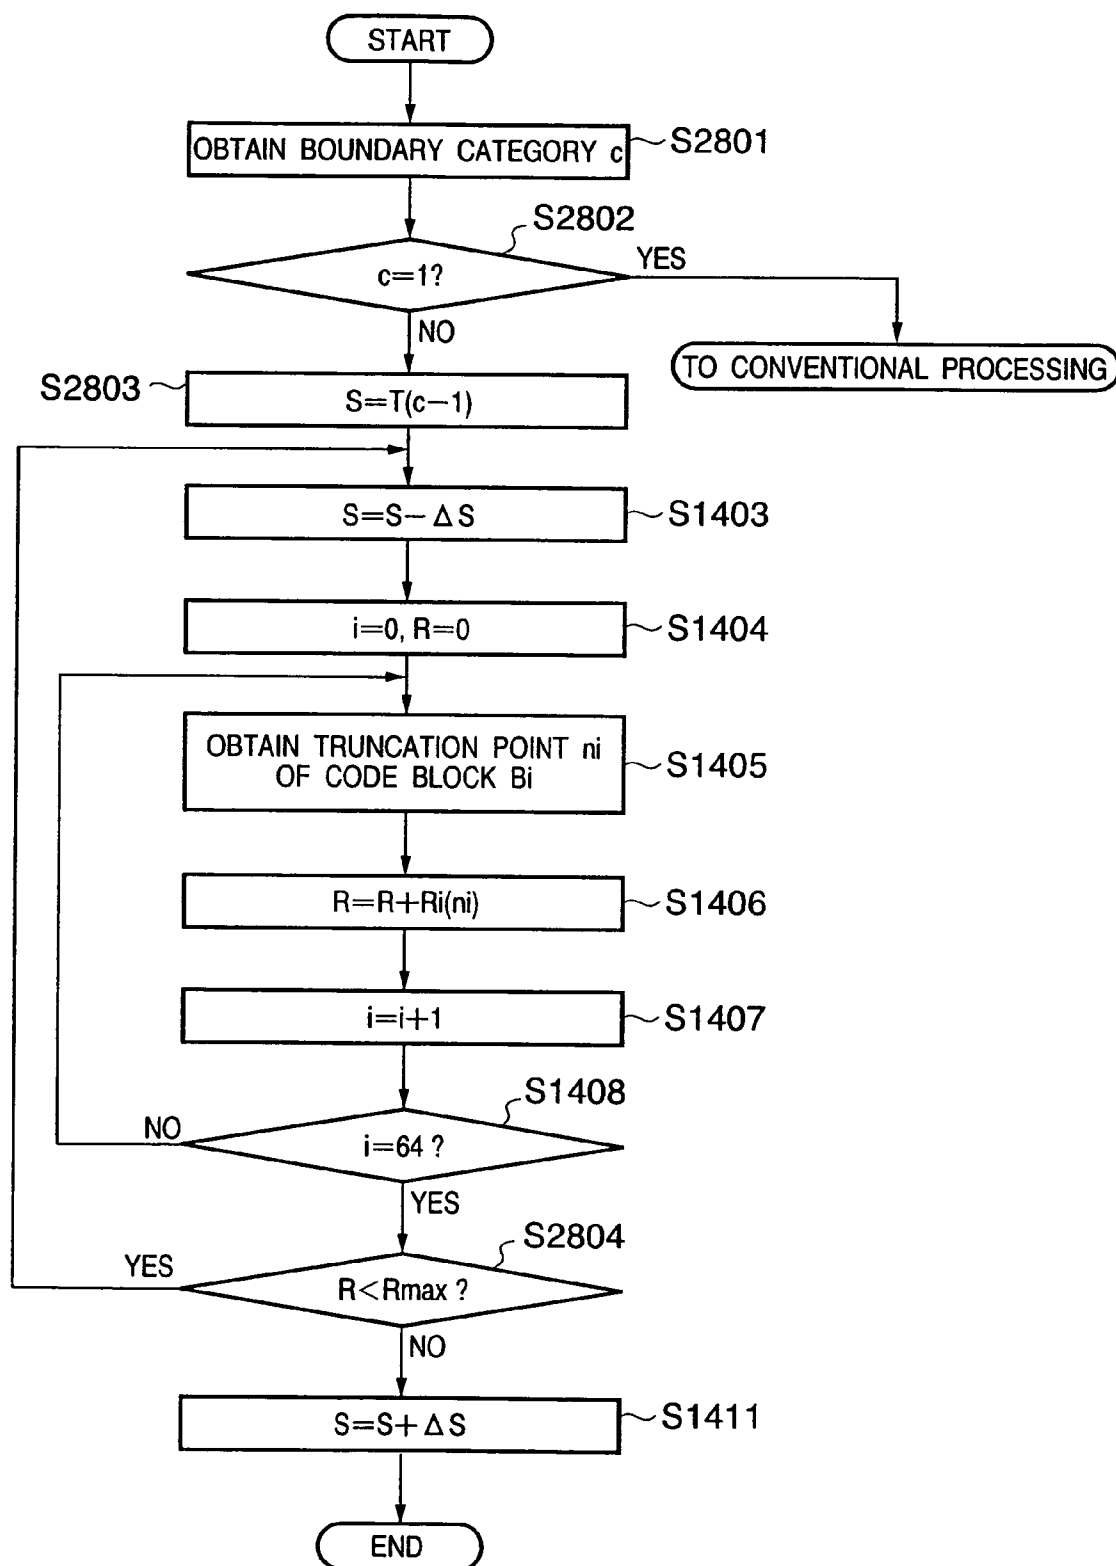 START
OBTAIN BOUNDARY CATEGORY c
S2801
S2802
c=1?
YES
NO
TO CONVENTIONAL PROCESSING
S2803
S=T(c-1)
S=S-ΔS
S1403
i=0, R=0
S1404
OBTAIN TRUNCATION POINT ni
OF CODE BLOCK Bi
S1405
R=R+Ri(ni)
S1406
i=i+1
S1407
S1408
NO
i=64 ?
YES
S2804
YES
R<Rmax ?
NO
S=S+ΔS
S1411
END